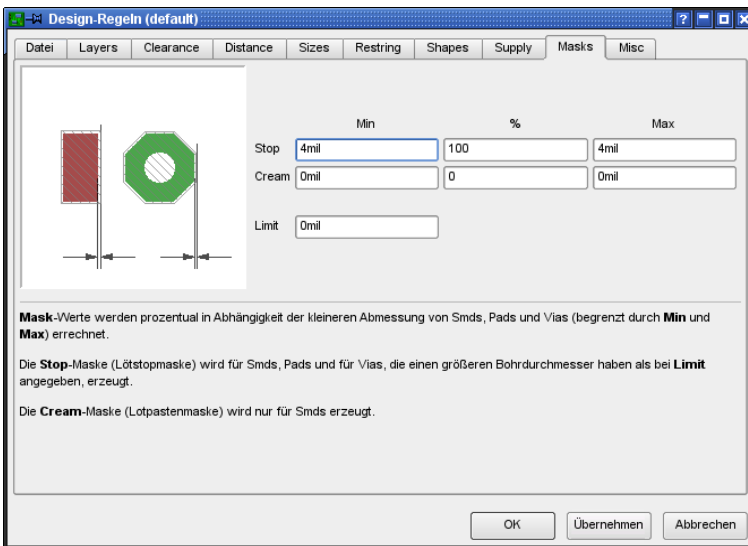 Design-Regeln (default)
Datei Layers Clearance Distance Sizes Restring Shapes Supply Masks Misc
Min % Max
Stop 4mil 100 4mil
Cream 0mil 0 0mil
Limit 0mil
Mask-Werte werden prozentual in Abhängigkeit der kleineren Abmessung von Smds, Pads und Vias (begrenzt durch Min und
Max) errechnet.
Die Stop-Maske (Lötstopmaske) wird für Smds, Pads und für Vias, die einen größeren Bohrdurchmesser haben als bei Limit
angegeben, erzeugt.
Die Cream-Maske (Lotpastenmaske) wird nur für Smds erzeugt.
OK Übernehmen Abbrechen